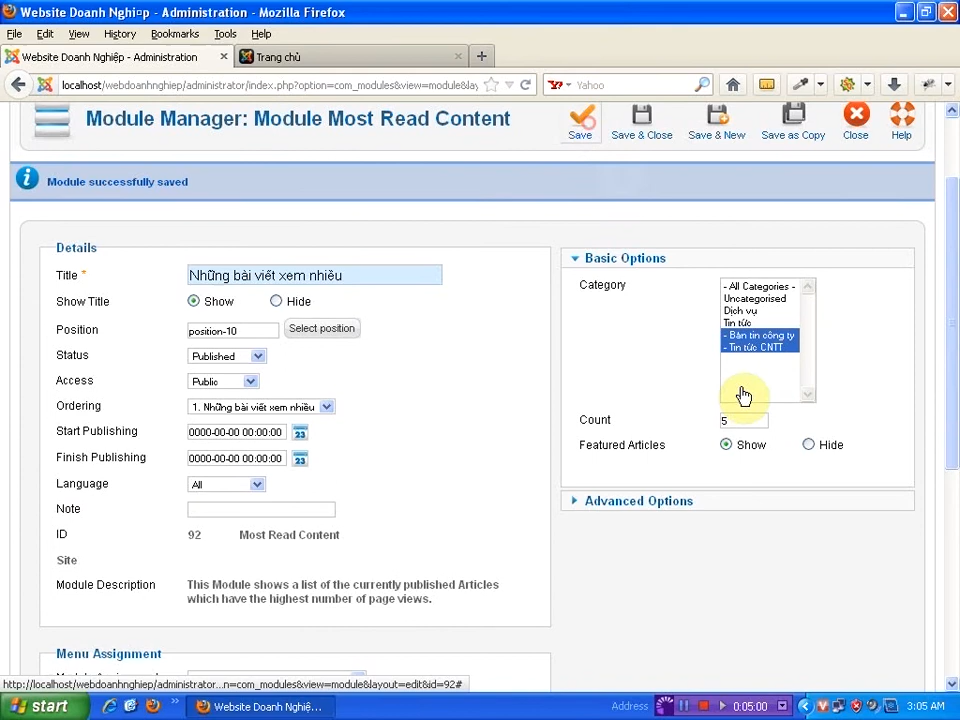 Website Doanh Nghiệp - Administration - Mozilla Firefox
File Edit View History Bookmarks Tools Help
Website Doanh Nghiệp - Administration
Trang chủ
localhost/webdoanhnghiep/administrator/index.php?option=com_modules&view=module&lay
Yahoo
Module Manager: Module Most Read Content
Save
Save & Close
Save & New
Save as Copy
Close
Help
Module successfully saved
Details
Title * Những bài viết xem nhiều
Show Title Show Hide
Position position-10 Select position
Status Published
Access Public
Ordering 1. Những bài viết xem nhiều
Start Publishing 0000-00-00 00:00:00 23
Finish Publishing 0000-00-00 00:00:00 23
Language All
Note
ID 92 Most Read Content
Site
Module Description This Module shows a list of the currently published Articles
which have the highest number of page views.
Menu Assignment
Basic Options
Category
- All Categories -
Uncategorised
Dịch vụ
Tin tức
- Bản tin công ty
- Tin tức CNTT
Count 5
Featured Articles Show Hide
Advanced Options
http://localhost/webdoanhnghiep/administrator...n=com_modules&view=module&layout=edit&id=92#
start
Website Doanh Nghiệ...
Address
0:05:00
3:05 AM